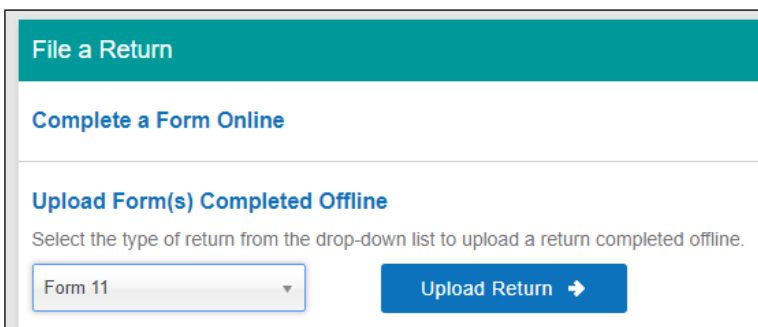 File a Return
Complete a Form Online
Upload Form(s) Completed Offline
Select the type of return from the drop-down list to upload a return completed offline.
Form 11
Upload Return